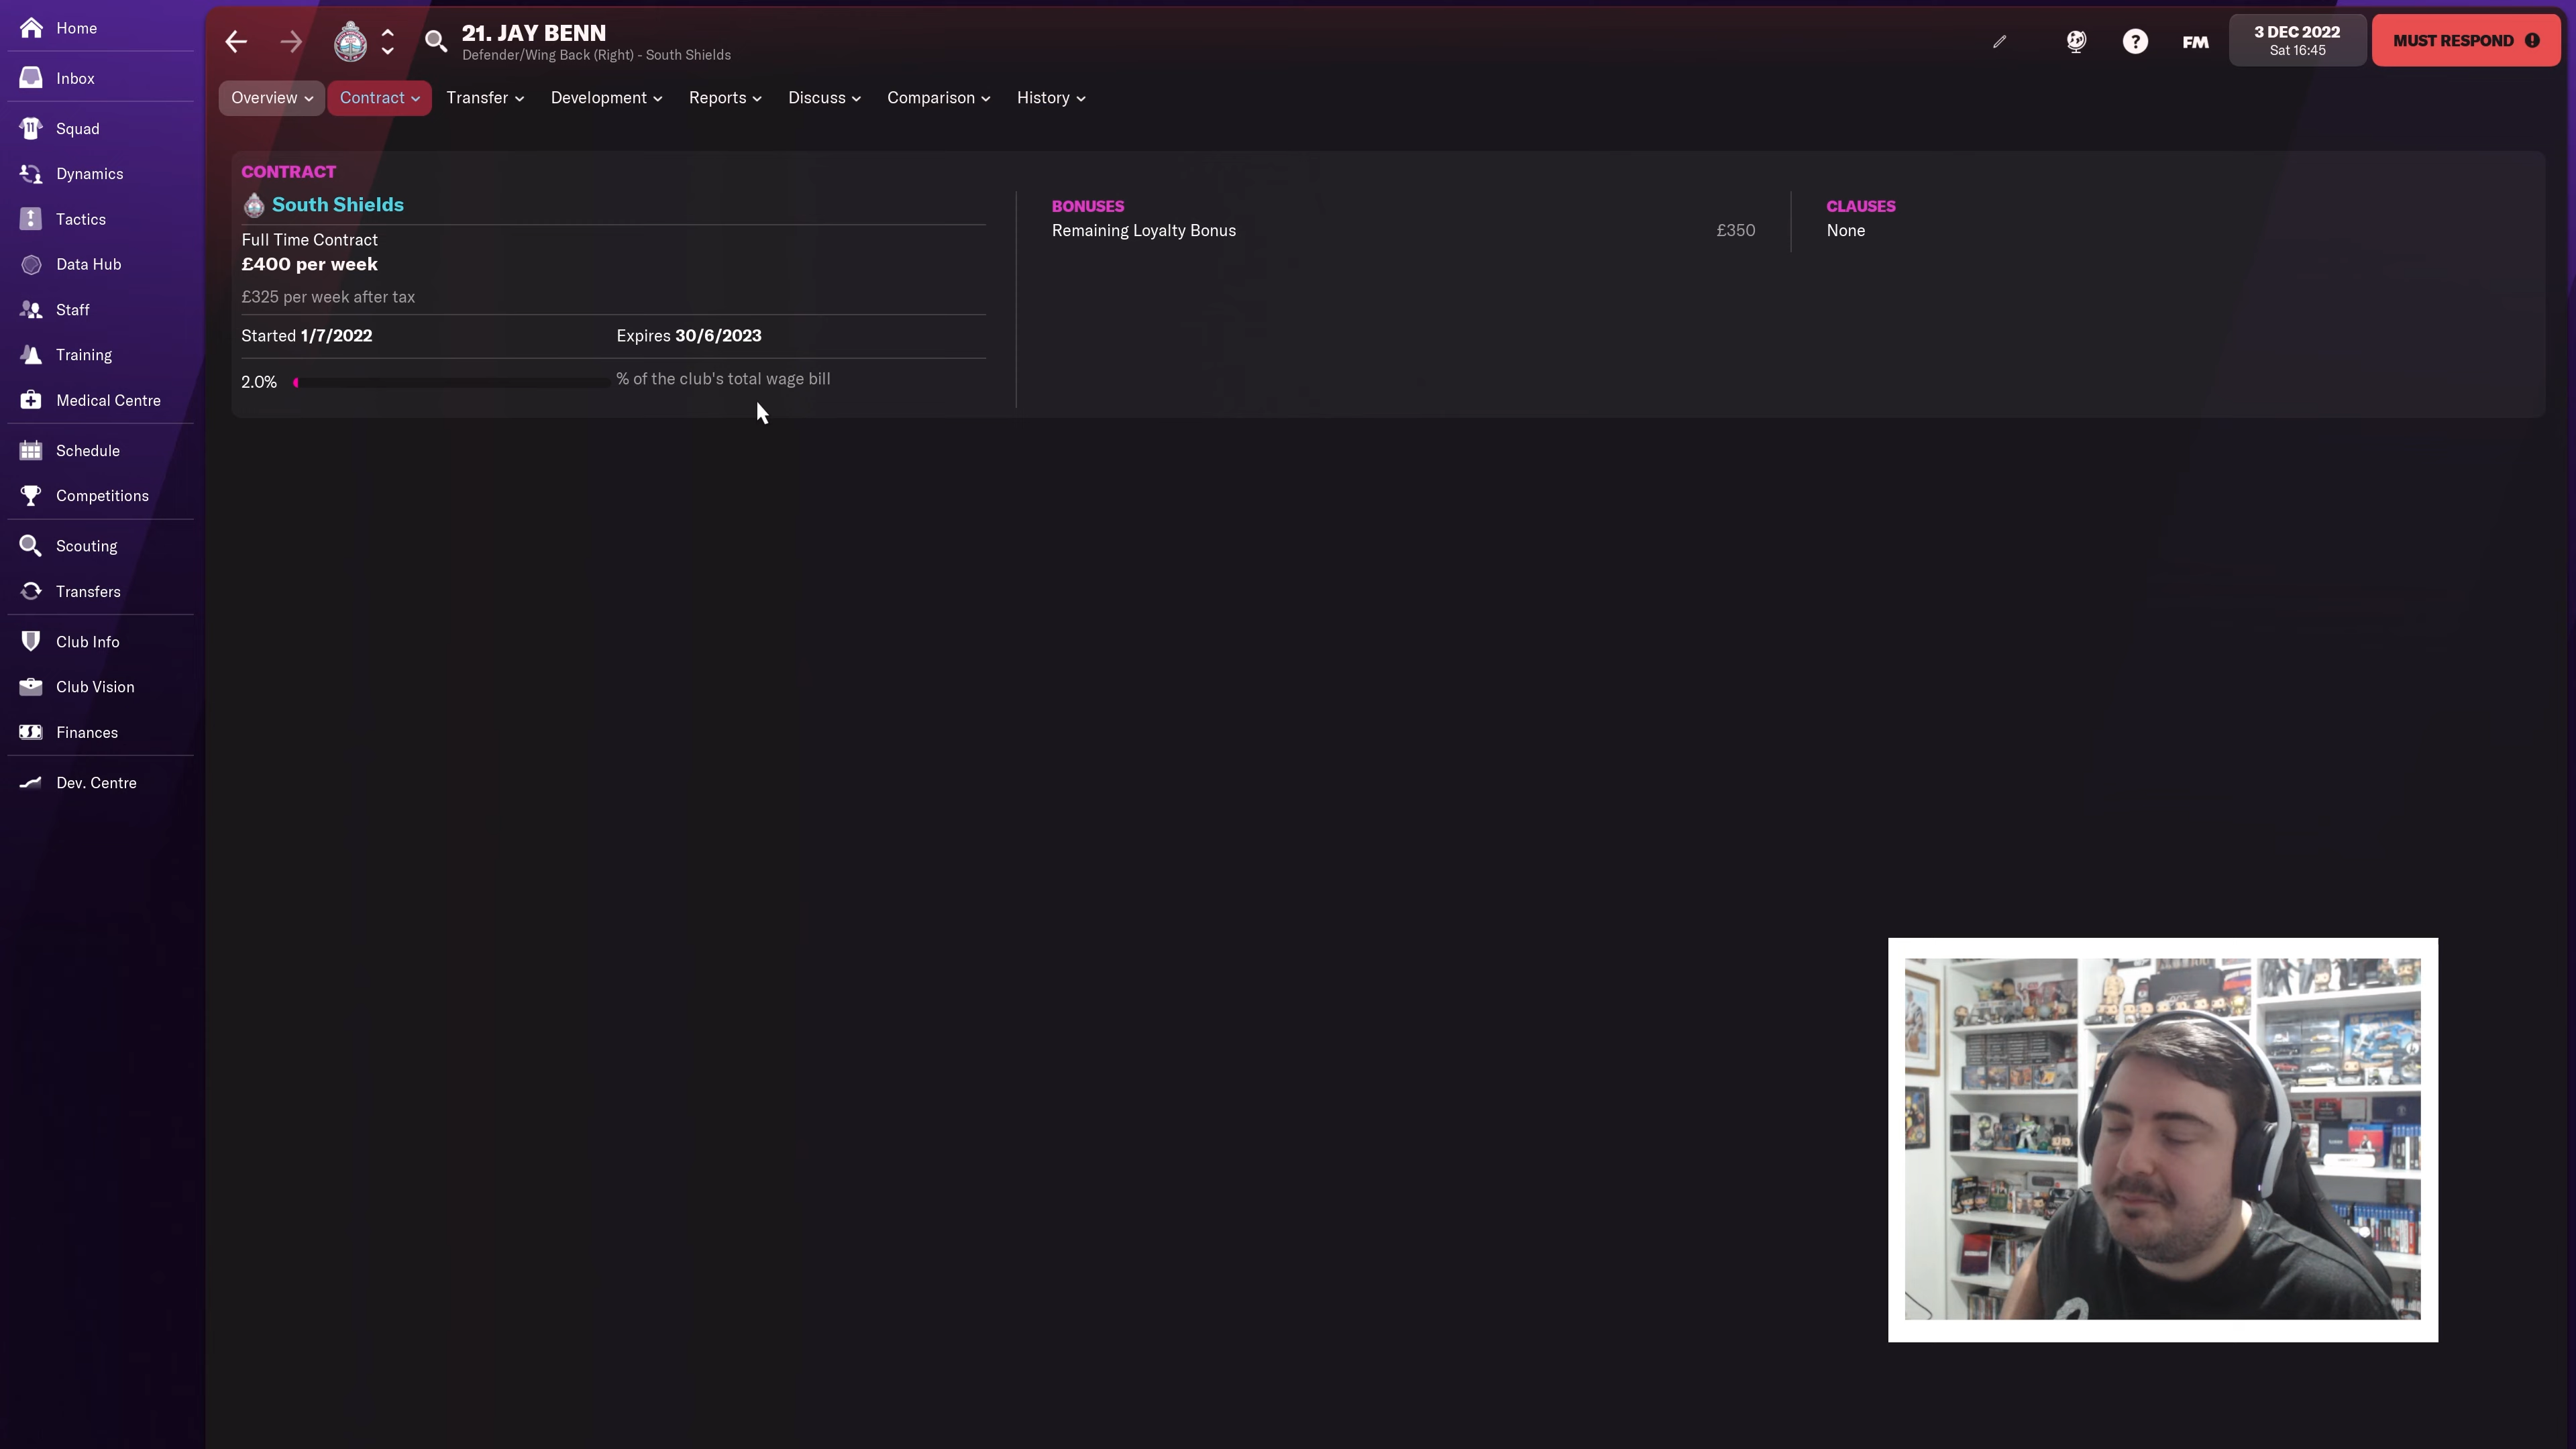 Home
Inbox
Squad
Dynamics
Tactics
Data Hub
Staff
Training
Medical Centre
Schedule
Competitions
Scouting
Transfers
Club Info
Club Vision
Finances
Dev. Centre
21. JAY BENN
Defender/Wing Back (Right) - South Shields
FM
3 DEC 2022
Sat 16:45
MUST RESPOND
Overview
Contract
Transfer
Development
Reports
Discuss
Comparison
History
CONTRACT
South Shields
Full Time Contract
£400 per week
£325 per week after tax
Started 1/7/2022
Expires 30/6/2023
2.0%
% of the club's total wage bill
BONUSES
Remaining Loyalty Bonus
£350
CLAUSES
None